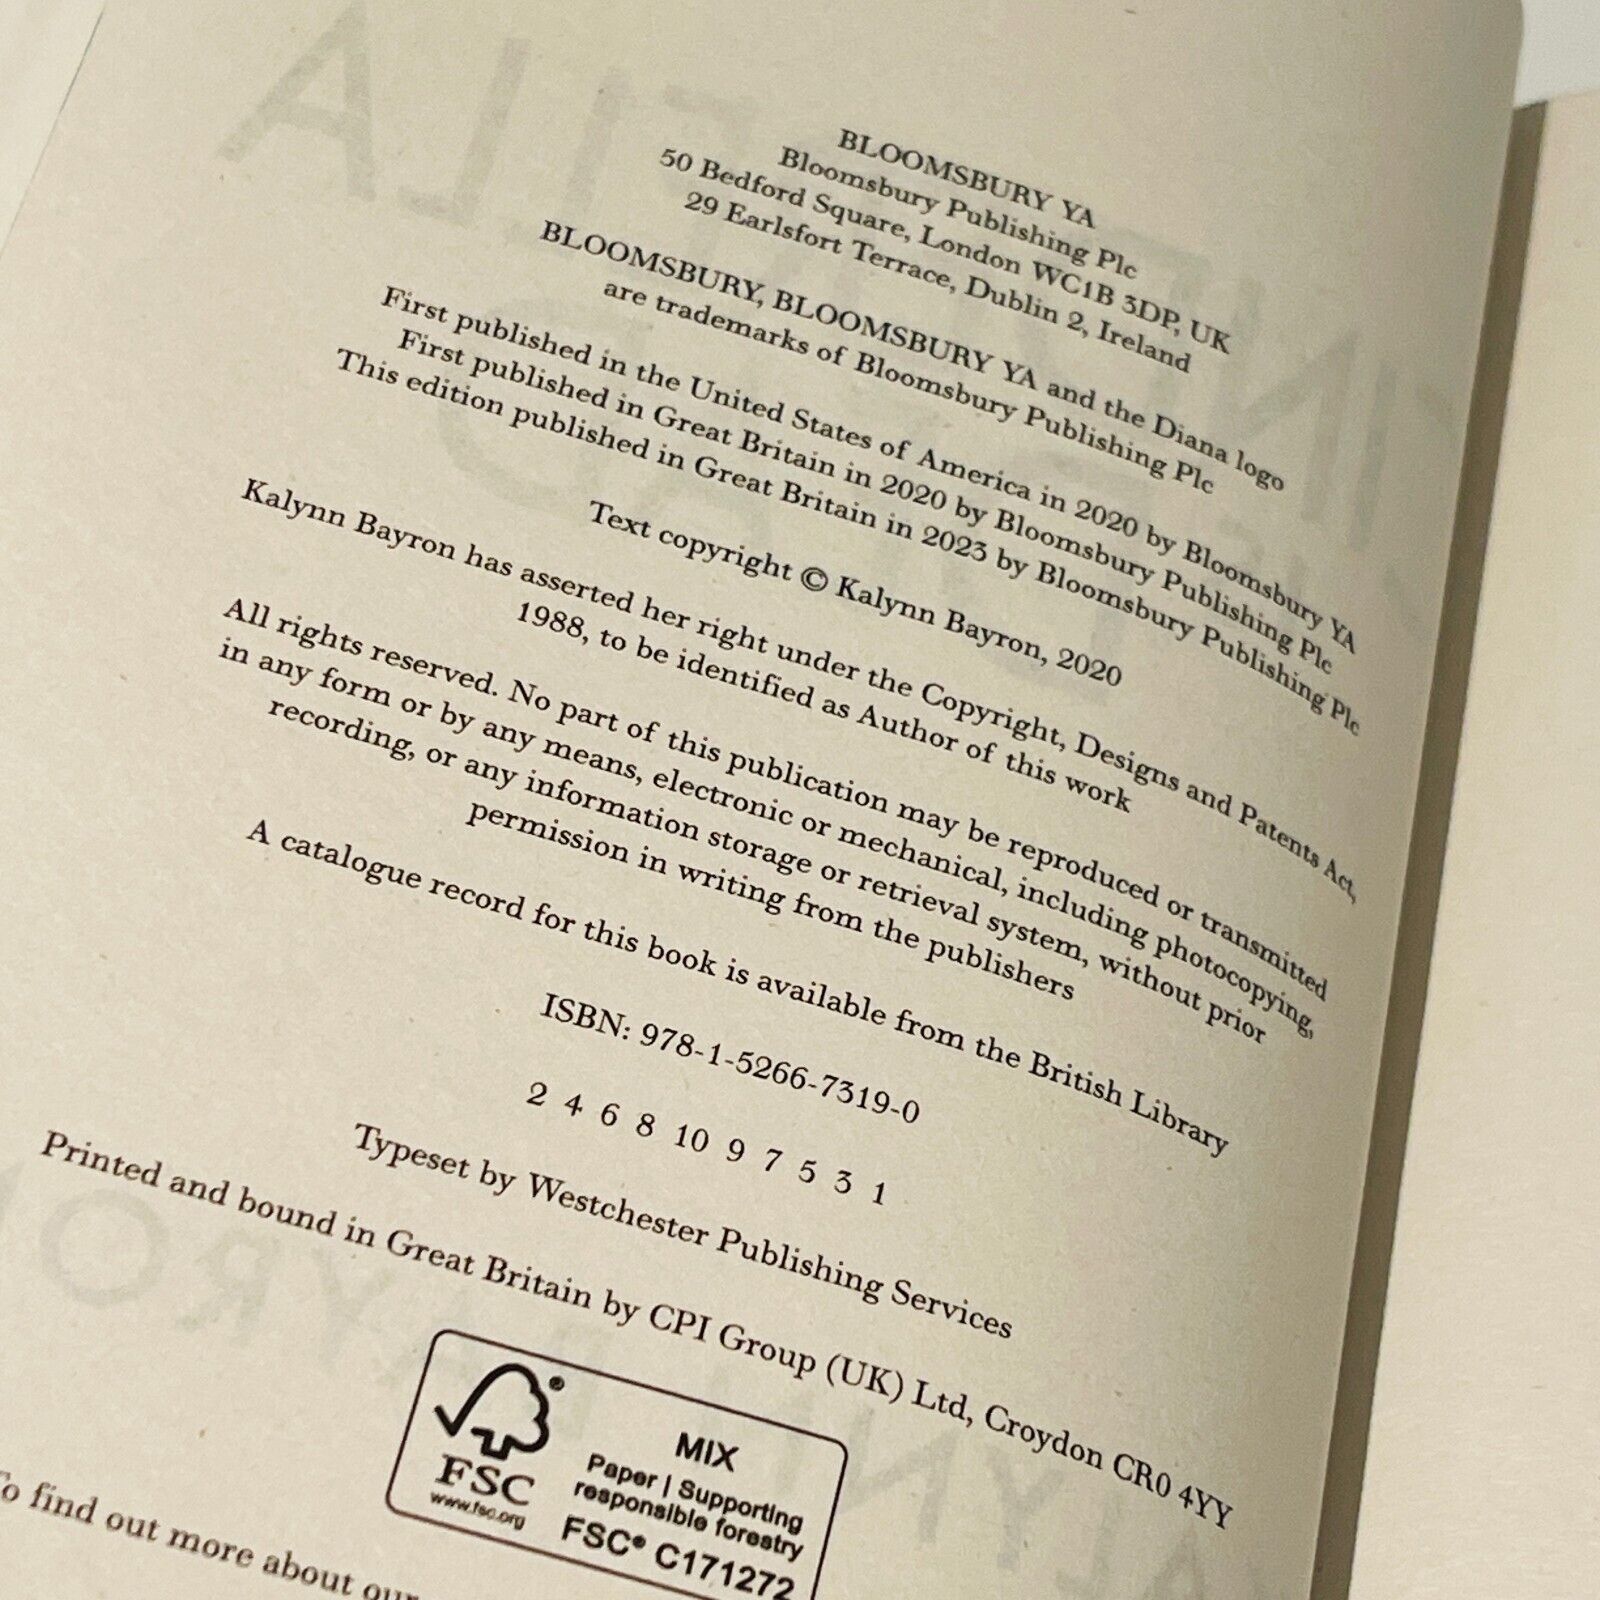 BLOOMSBURY YA
Bloomsbury Publishing Plc
50 Bedford Square, London WC1B 3DP, UK
29 Earlsfort Terrace, Dublin 2, Ireland
BLOOMSBURY, BLOOMSBURY YA and the Diana logo
are trademarks of Bloomsbury Publishing Plc
First published in the United States of America in 2020 by Bloomsbury YA
First published in Great Britain in 2020 by Bloomsbury Publishing Plc
This edition published in Great Britain in 2023 by Bloomsbury Publishing Plc
Text copyright © Kalynn Bayron, 2020
Kalynn Bayron has asserted her right under the Copyright, Designs and Patents Act,
1988, to be identified as Author of this work
All rights reserved. No part of this publication may be reproduced or transmitted
in any form or by any means, electronic or mechanical, including photocopying,
recording, or any information storage or retrieval system, without prior
permission in writing from the publishers
A catalogue record for this book is available from the British Library
ISBN: 978-1-5266-7319-0
2 4 6 8 10 9 7 5 3 1
Typeset by Westchester Publishing Services
Printed and bound in Great Britain by CPI Group (UK) Ltd, Croydon CR0 4YY
FSC
www.fsc.org
MIX
Paper | Supporting
responsible forestry
FSC® C171272
To find out more about our